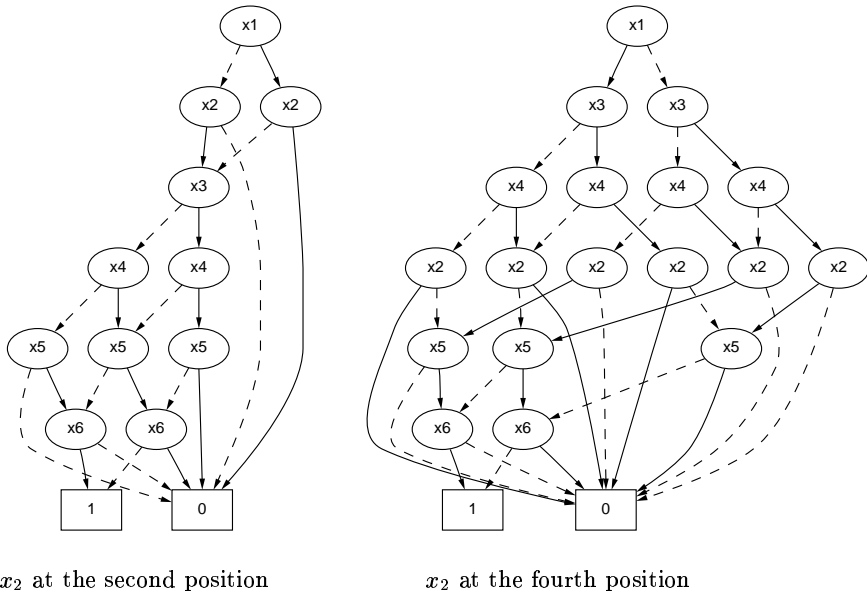 x1 x1
x2 x2 x3 x3
x3 x4 x4 x4 x4
x4 x4 x2 x2 x2 x2 x2 x2
x5 x5 x5 x5 x5 x5
x6 x6 x6 x6
1 0 1 0
x₂ at the second position
x₂ at the fourth position